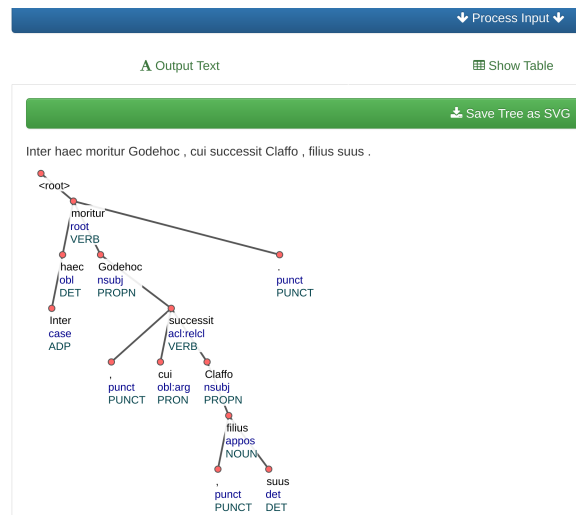 Process Input
A Output Text
Show Table
Save Tree as SVG
Inter haec moritur Godehoc , cui successit Claffo , filius suus .
<root>
moritur
root
VERB
haec Godehoc .
obl nsubj punct
DET PROPN PUNCT
Inter successit
case acl:relcl
ADP VERB
, cui Claffo
punct obl:arg nsubj
PUNCT PRON PROPN
filius
appos
NOUN
, suus
punct det
PUNCT DET